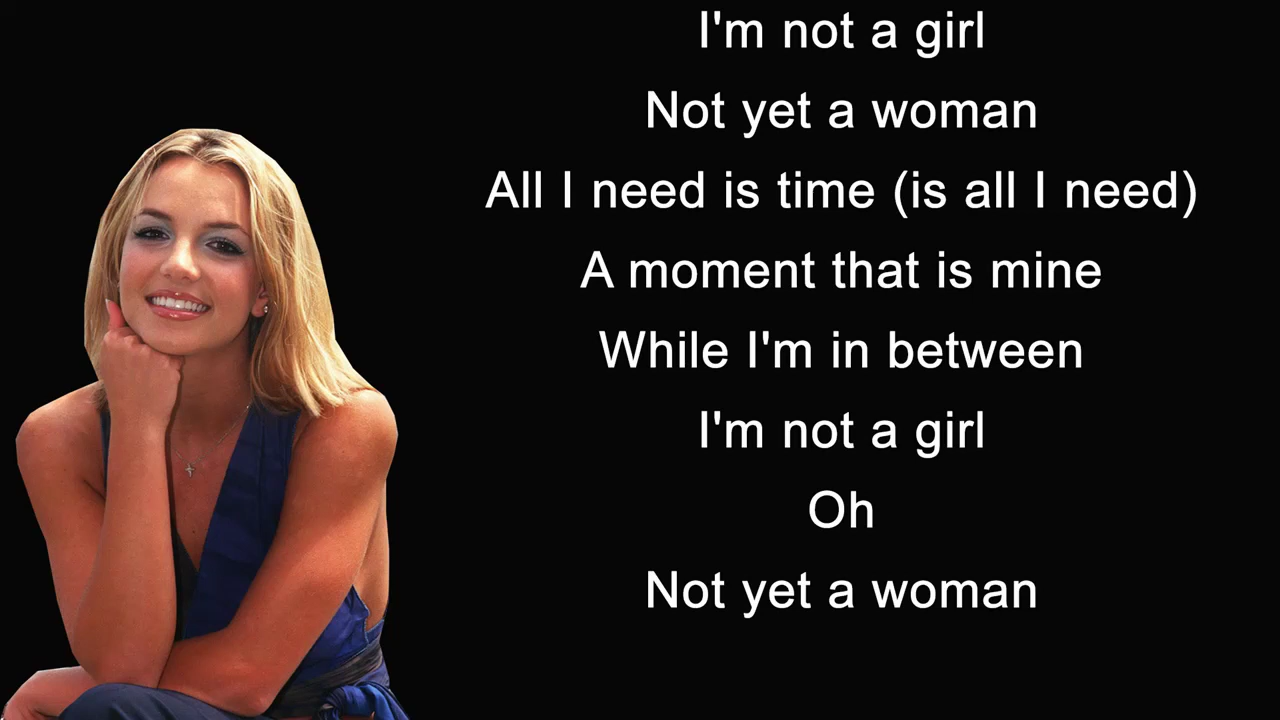 I'm not a girl
Not yet a woman
All I need is time (is all I need)
A moment that is mine
While I'm in between
I'm not a girl
Oh
Not yet a woman